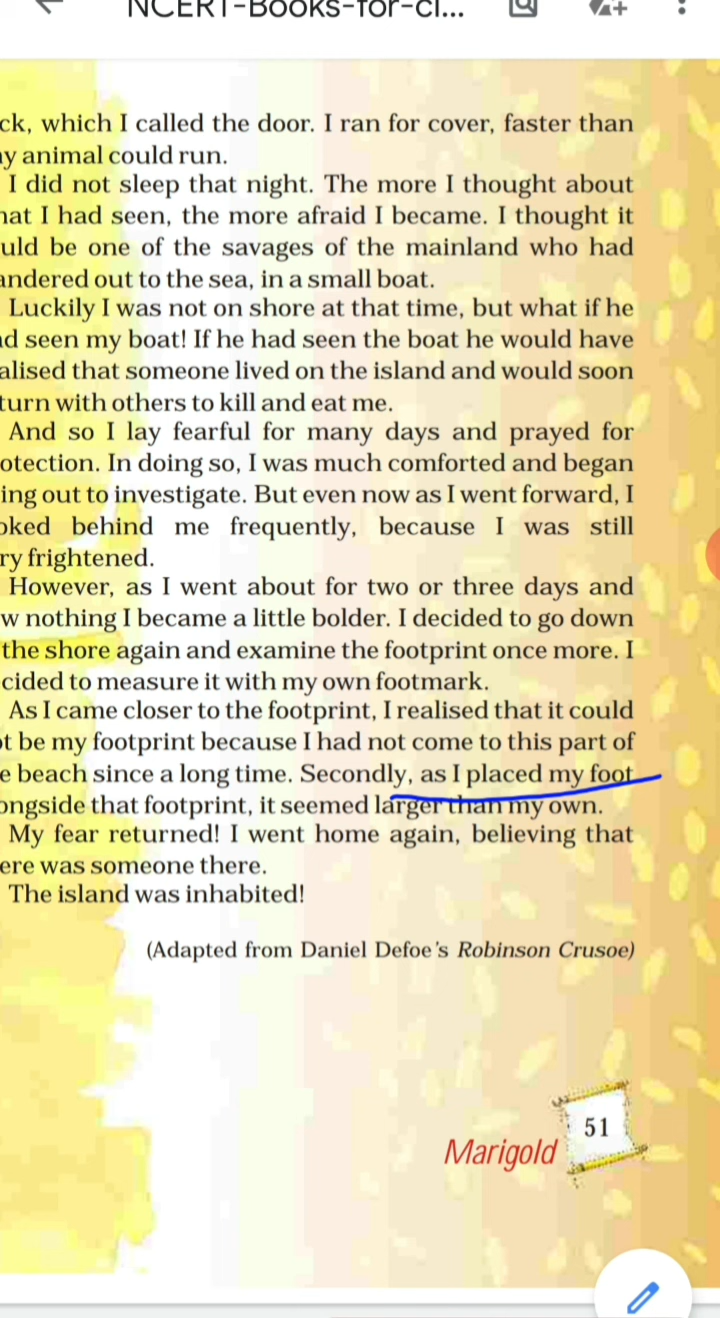 NCERT-Books-for-cl...
ck, which I called the door. I ran for cover, faster than
y animal could run.
I did not sleep that night. The more I thought about
hat I had seen, the more afraid I became. I thought it
uld be one of the savages of the mainland who had
andered out to the sea, in a small boat.
Luckily I was not on shore at that time, but what if he
d seen my boat! If he had seen the boat he would have
alised that someone lived on the island and would soon
turn with others to kill and eat me.
And so I lay fearful for many days and prayed for
otection. In doing so, I was much comforted and began
ing out to investigate. But even now as I went forward, I
oked behind me frequently, because I was still
ry frightened.
However, as I went about for two or three days and
w nothing I became a little bolder. I decided to go down
the shore again and examine the footprint once more. I
cided to measure it with my own footmark.
As I came closer to the footprint, I realised that it could
ot be my footprint because I had not come to this part of
e beach since a long time. Secondly, as I placed my foot
ongside that footprint, it seemed larger than my own.
My fear returned! I went home again, believing that
ere was someone there.
The island was inhabited!
(Adapted from Daniel Defoe's Robinson Crusoe)
51
Marigold